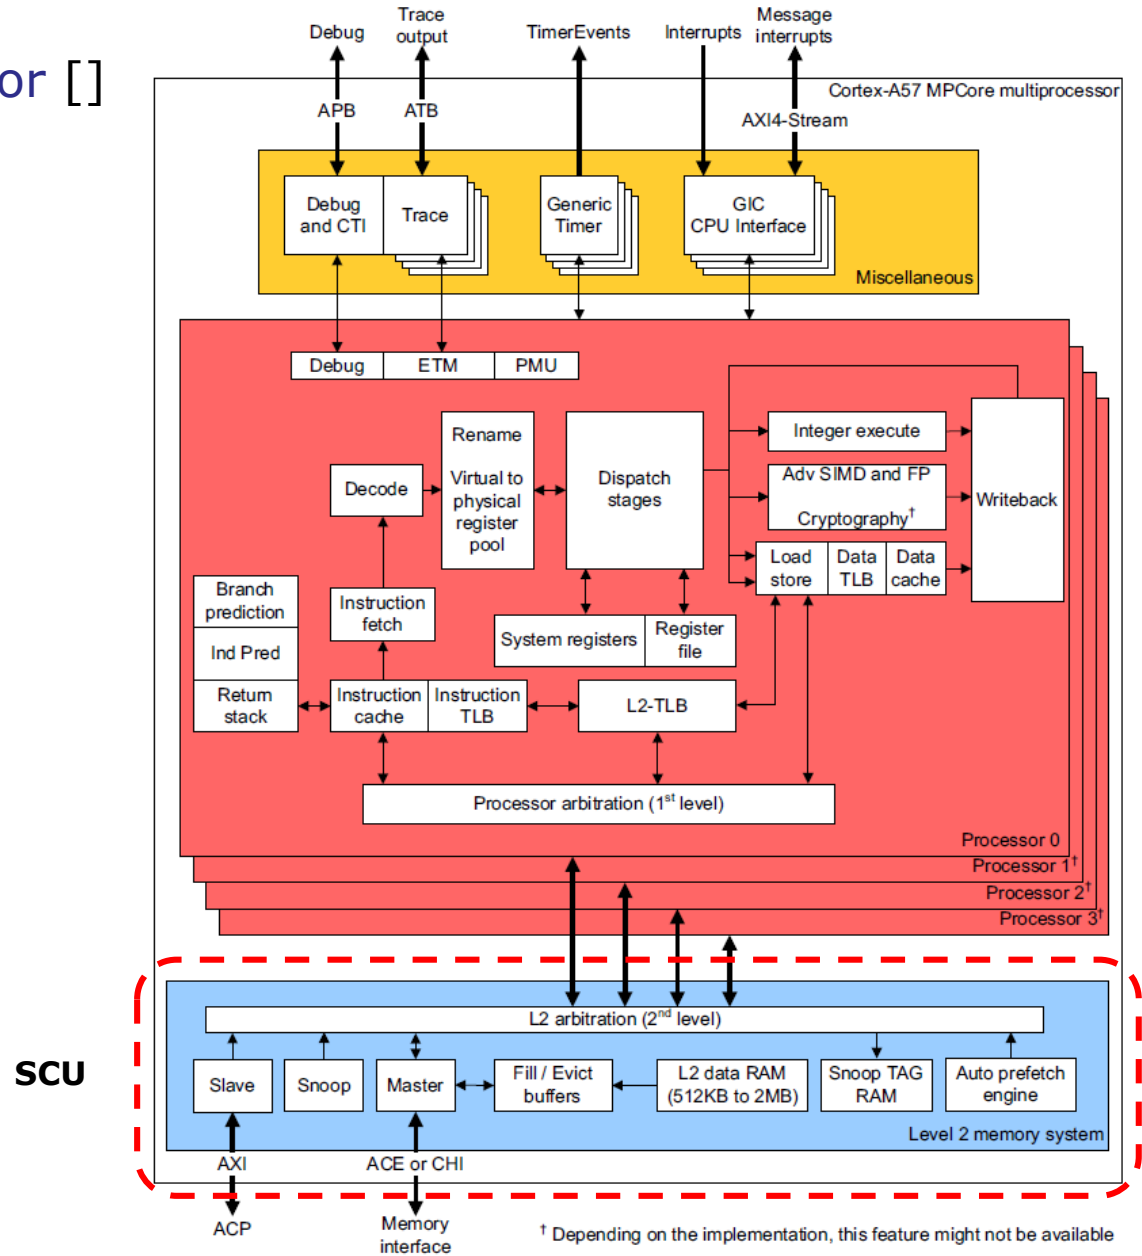 or []
Debug
Trace
output
TimerEvents
Interrupts
Message
interrupts
Cortex-A57 MPCore multiprocessor
APB
ATB
AXI4-Stream
Debug
and CTI
Trace
Generic
Timer
GIC
CPU Interface
Miscellaneous
Debug
ETM
PMU
Rename
Virtual to
physical
register
pool
Decode
Dispatch
stages
Integer execute
Adv SIMD and FP
Cryptography†
Writeback
Load
store
Data
TLB
Data
cache
Branch
prediction
Ind Pred
Return
stack
Instruction
fetch
System registers
Register
file
Instruction
cache
Instruction
TLB
L2-TLB
Processor arbitration (1st level)
Processor 0
Processor 1†
Processor 2†
Processor 3†
SCU
L2 arbitration (2nd level)
Slave
Snoop
Master
Fill / Evict
buffers
L2 data RAM
(512KB to 2MB)
Snoop TAG
RAM
Auto prefetch
engine
Level 2 memory system
AXI
ACE or CHI
ACP
Memory
interface
† Depending on the implementation, this feature might not be available